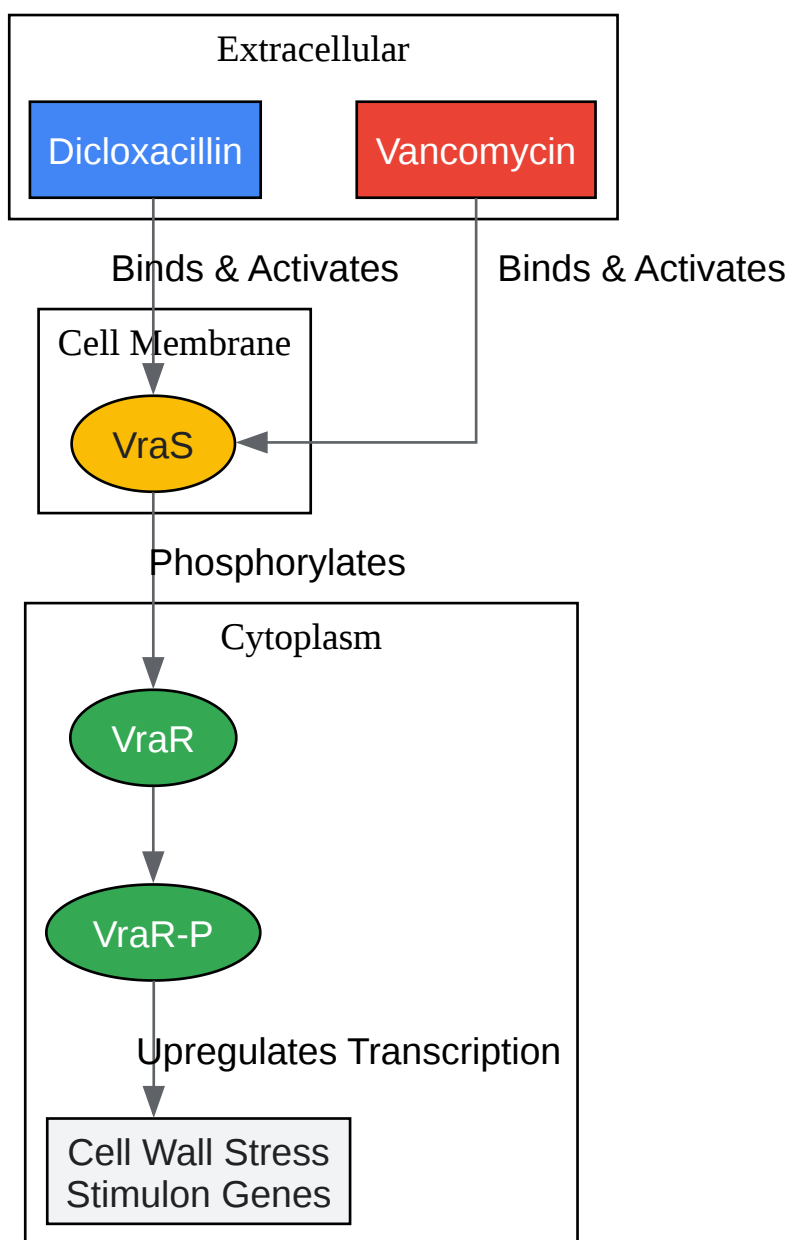 Extracellular
Dicloxacillin
Vancomycin
Binds & Activates
Binds & Activates
Cell Membrane
VraS
Phosphorylates
Cytoplasm
VraR
VraR-P
Upregulates Transcription
Cell Wall Stress
Stimulon Genes